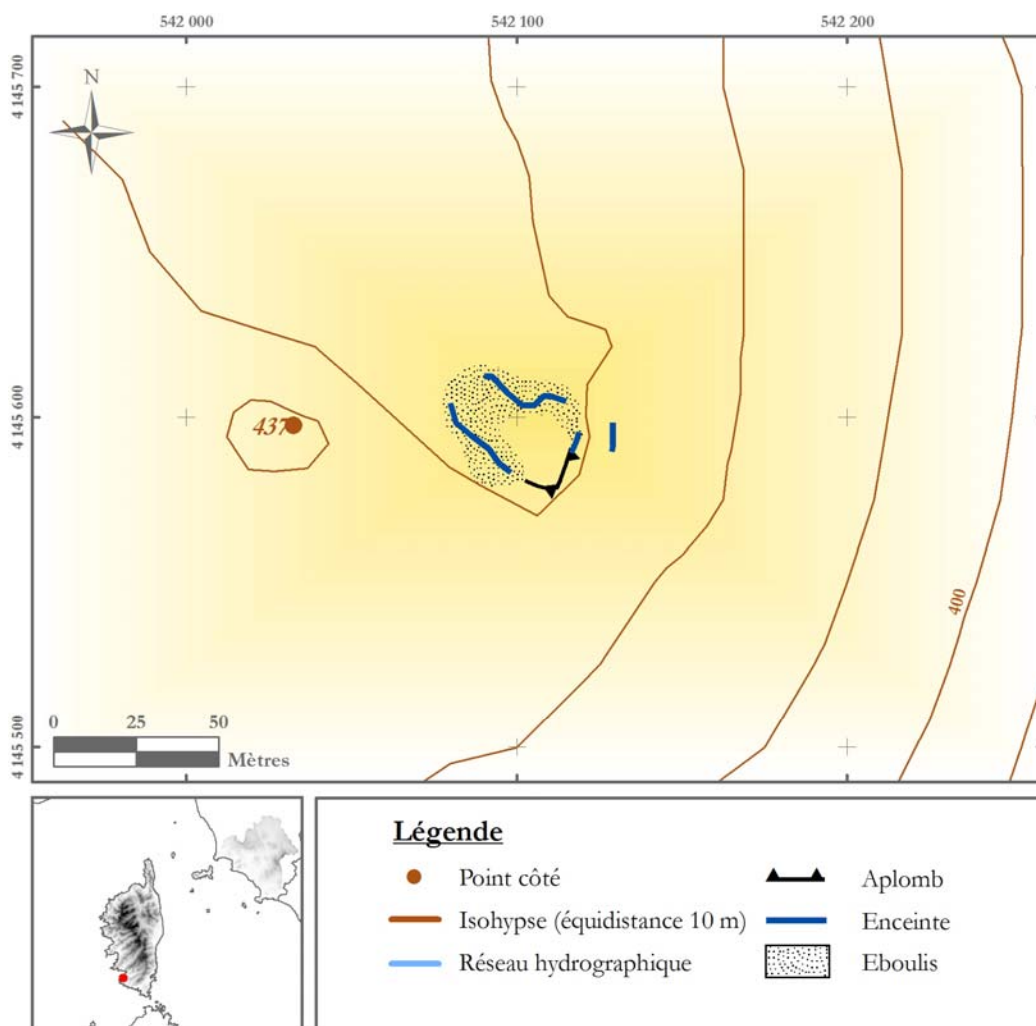 542 000
542 100
542 200
4 145 700
N
4 145 600
437
400
4 145 500
0
25
50
Mètres
Légende
Point côté
Aplomb
Isohypse (équidistance 10 m)
Enceinte
Réseau hydrographique
Eboulis